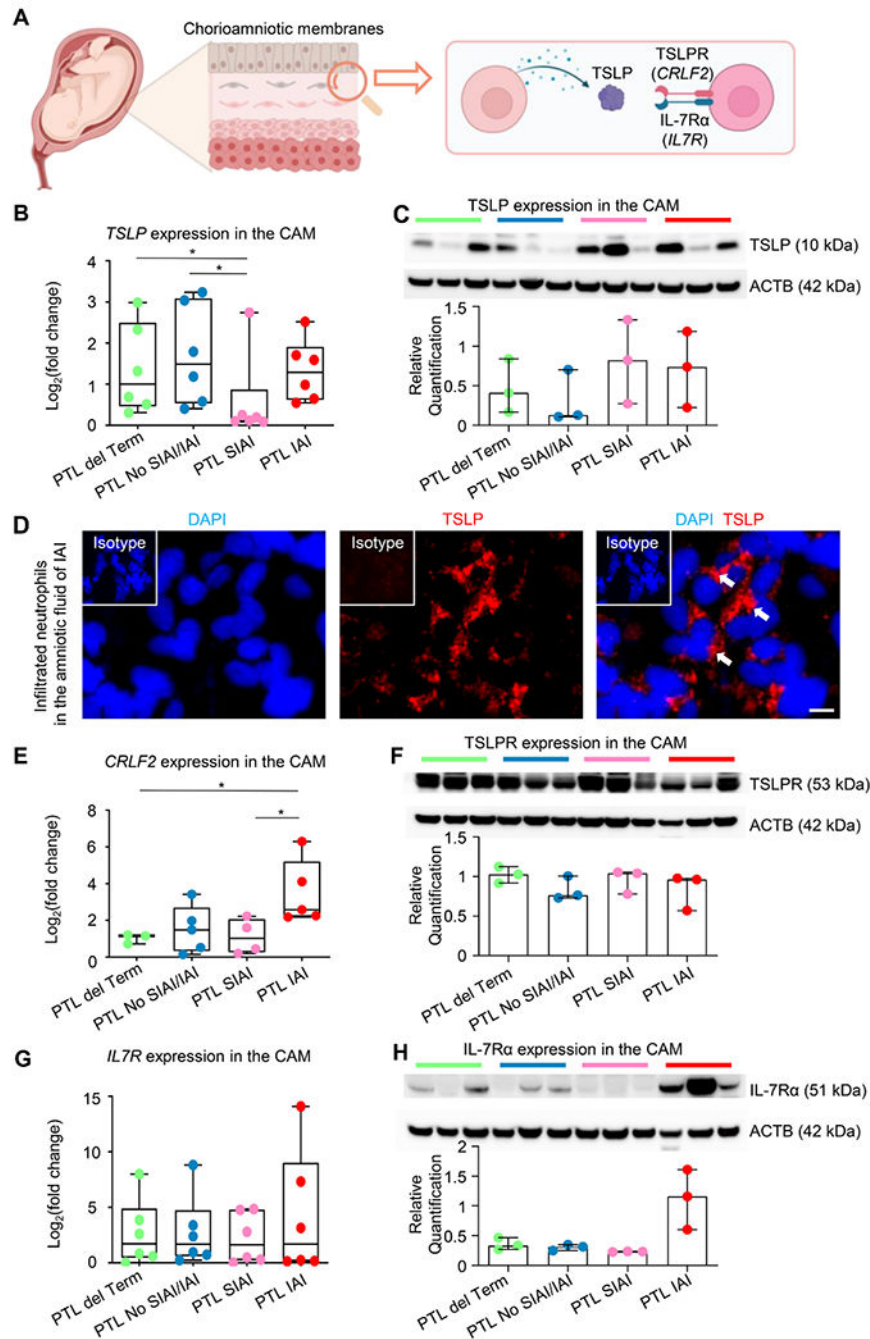 A
Chorioamniotic membranes
TSLP
TSLPR
(CRLF2)
IL-7Rα
(IL7R)
B
TSLP expression in the CAM
Log2(fold change)
4
3
2
1
0
*
*
PTL del Term
PTL No SIAI/IAI
PTL SIAI
PTL IAI
C
TSLP expression in the CAM
TSLP (10 kDa)
ACTB (42 kDa)
Relative
Quantification
1.5
1
0.5
0
PTL del Term
PTL No SIAI/IAI
PTL SIAI
PTL IAI
D
Infiltrated neutrophils
in the amniotic fluid of IAI
DAPI
Isotype
TSLP
Isotype
DAPI TSLP
Isotype
E
CRLF2 expression in the CAM
Log2(fold change)
8
6
4
2
0
*
*
PTL del Term
PTL No SIAI/IAI
PTL SIAI
PTL IAI
F
TSLPR expression in the CAM
TSLPR (53 kDa)
ACTB (42 kDa)
Relative
Quantification
1.5
1
0.5
0
PTL del Term
PTL No SIAI/IAI
PTL SIAI
PTL IAI
G
IL7R expression in the CAM
Log2(fold change)
15
10
5
0
PTL del Term
PTL No SIAI/IAI
PTL SIAI
PTL IAI
H
IL-7Rα expression in the CAM
IL-7Rα (51 kDa)
ACTB (42 kDa)
Relative
Quantification
2
1.5
1
0.5
0
PTL del Term
PTL No SIAI/IAI
PTL SIAI
PTL IAI